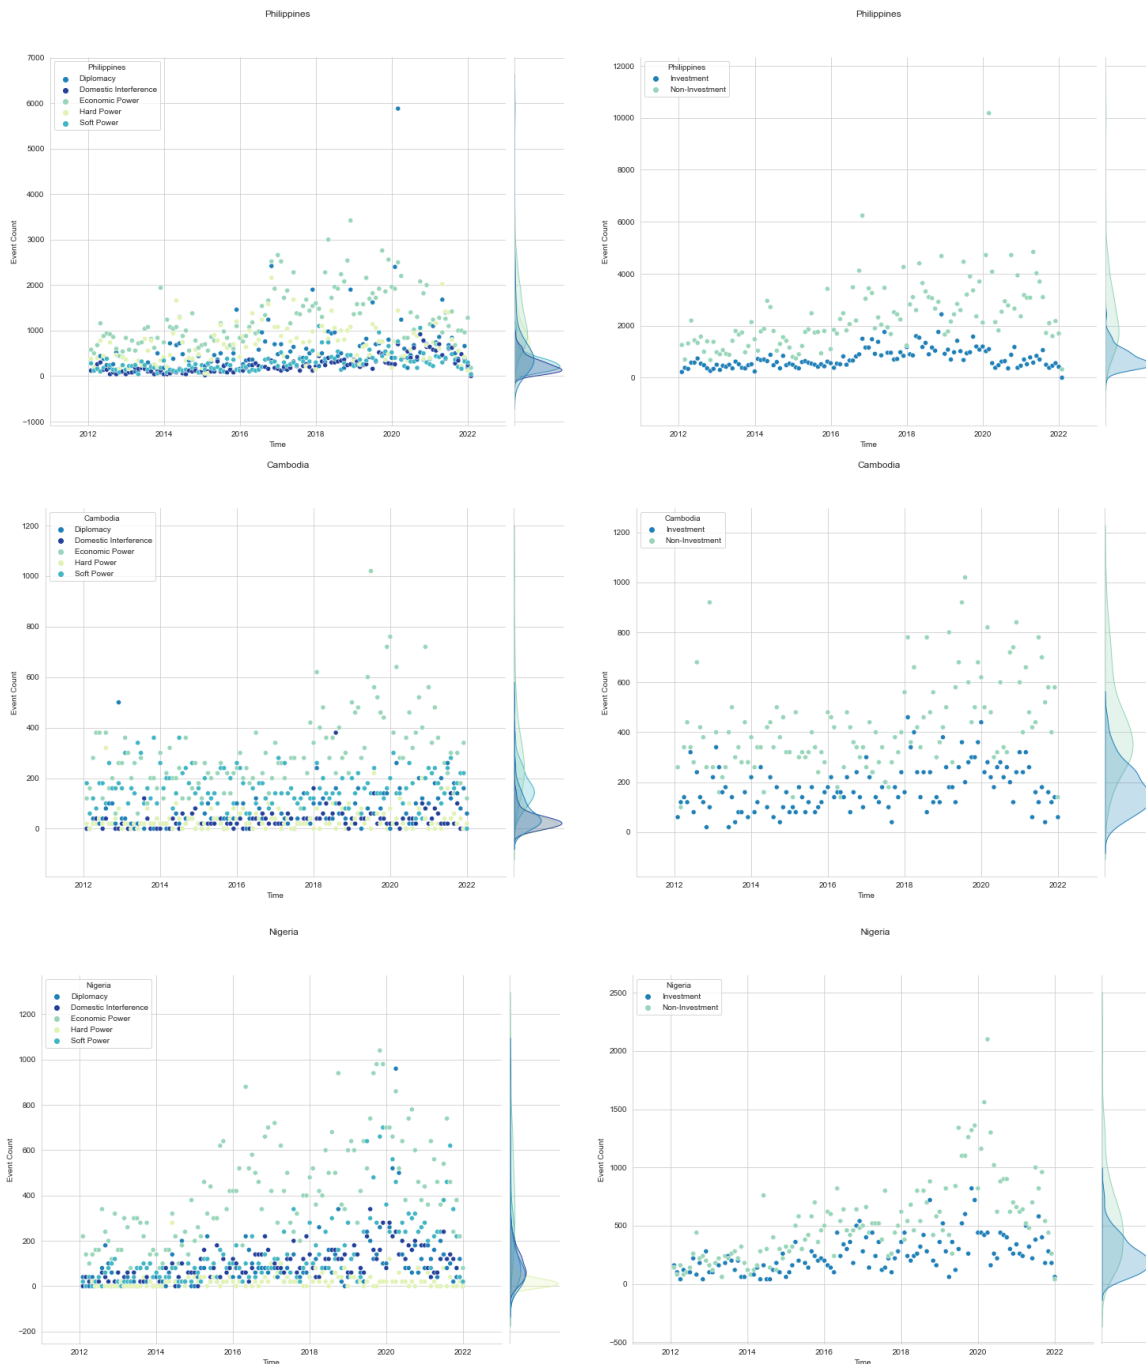 Philippines
7000
6000
5000
4000
3000
2000
1000
0
−1000
Event Count
Philippines
Diplomacy
Domestic Interference
Economic Power
Hard Power
Soft Power
2012 2014 2016 2018 2020 2022
Time
Philippines
12000
10000
8000
6000
4000
2000
0
Event Count
Philippines
Investment
Non-Investment
2012 2014 2016 2018 2020 2022
Time
Cambodia
1200
1000
800
600
400
200
0
Event Count
Cambodia
Diplomacy
Domestic Interference
Economic Power
Hard Power
Soft Power
2012 2014 2016 2018 2020 2022
Time
Cambodia
1200
1000
800
600
400
200
0
Event Count
Cambodia
Investment
Non-Investment
2012 2014 2016 2018 2020 2022
Time
Nigeria
1200
1000
800
600
400
200
0
−200
Event Count
Nigeria
Diplomacy
Domestic Interference
Economic Power
Hard Power
Soft Power
2012 2014 2016 2018 2020 2022
Time
Nigeria
2500
2000
1500
1000
500
0
−500
Event Count
Nigeria
Investment
Non-Investment
2012 2014 2016 2018 2020 2022
Time